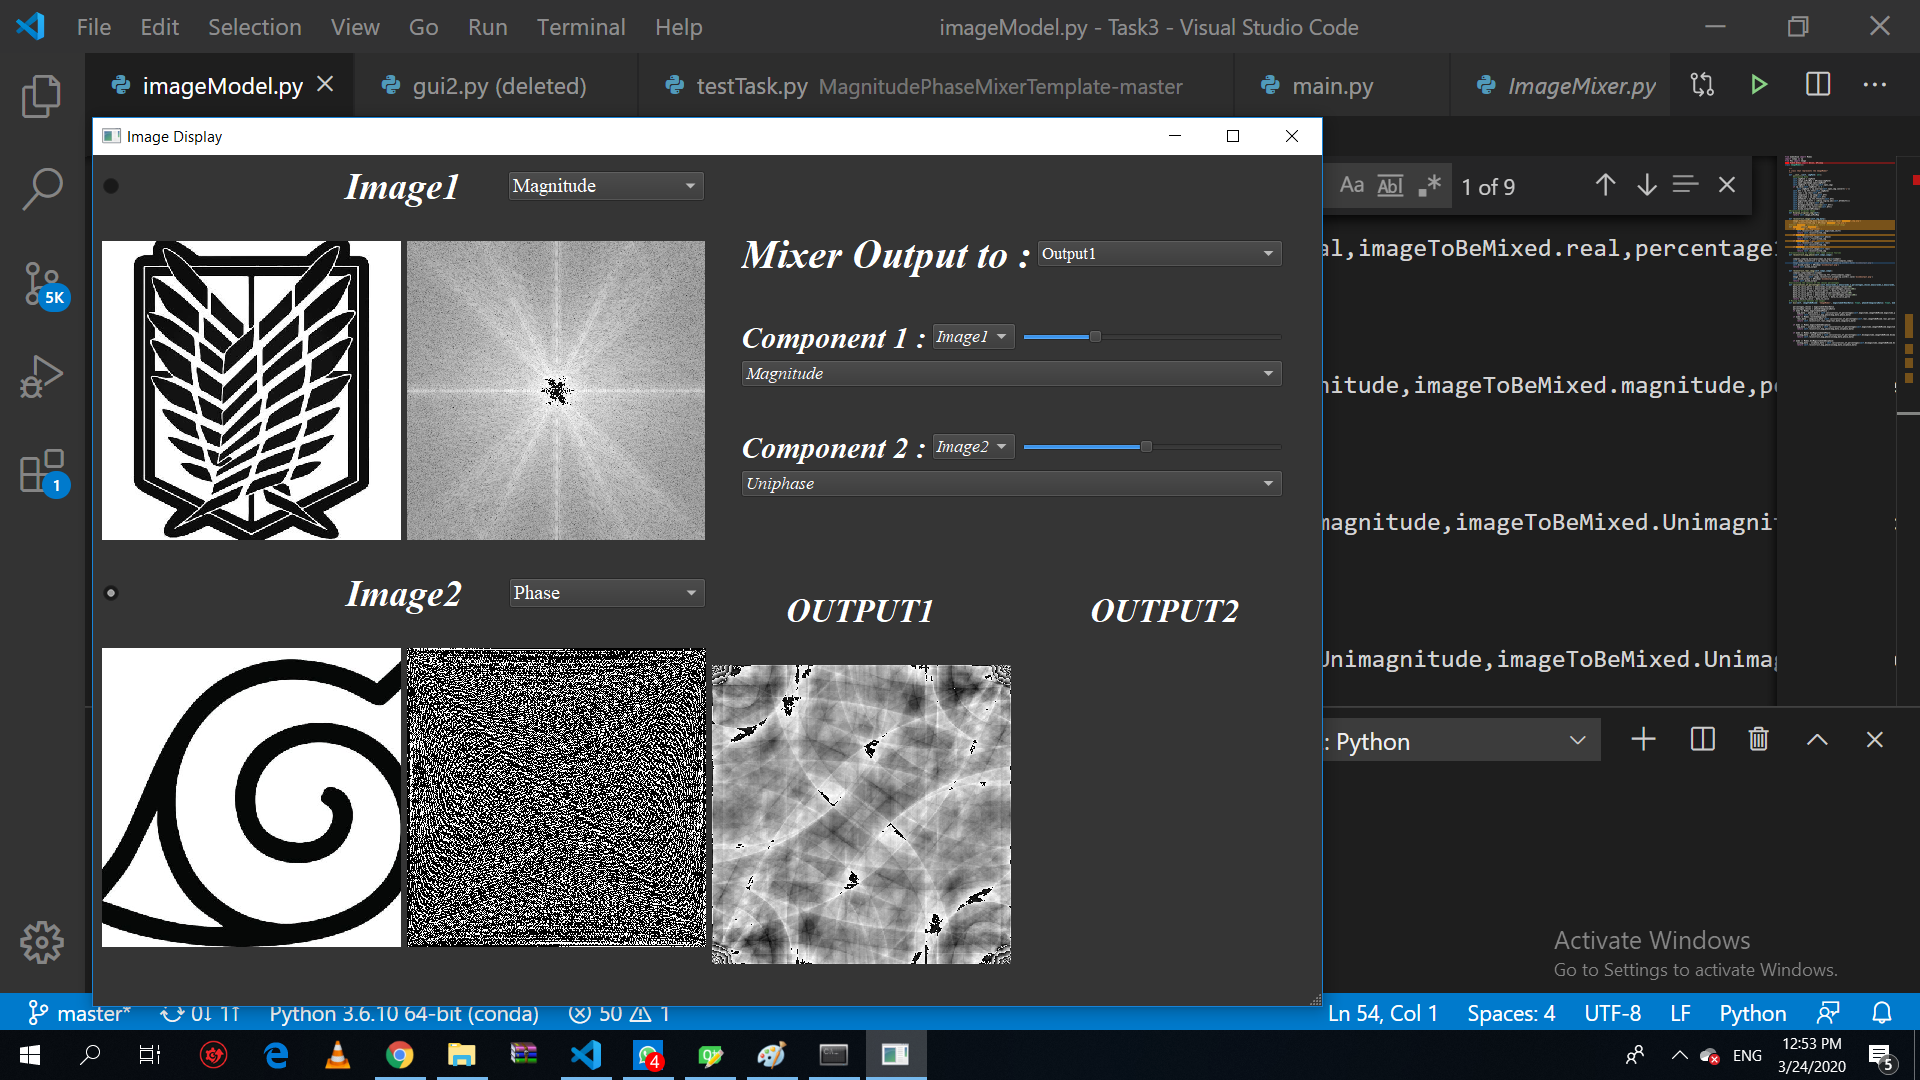 File Edit Selection View Go Run Terminal Help
imageModel.py - Task3 - Visual Studio Code
imageModel.py
gui2.py (deleted)
testTask.py MagnitudePhaseMixerTemplate-master
main.py
ImageMixer.py
Image Display
Image1
Magnitude
Aa Abl .* 1 of 9
Mixer Output to : Output1
al,imageToBeMixed.real,percentage
Component 1 : Image1
Magnitude
nitude,imageToBeMixed.magnitude,p
Component 2 : Image2
Uniphase
5K
1
magnitude,imageToBeMixed.Unimagni
Image2
Phase
OUTPUT1
OUTPUT2
Unimagnitude,imageToBeMixed.Unimag
: Python
Activate Windows
Go to Settings to activate Windows.
master* 0↓ 1↑ Python 3.6.10 64-bit (conda) 50 1
Ln 54, Col 1 Spaces: 4 UTF-8 LF Python
4
ENG
12:53 PM
3/24/2020
5